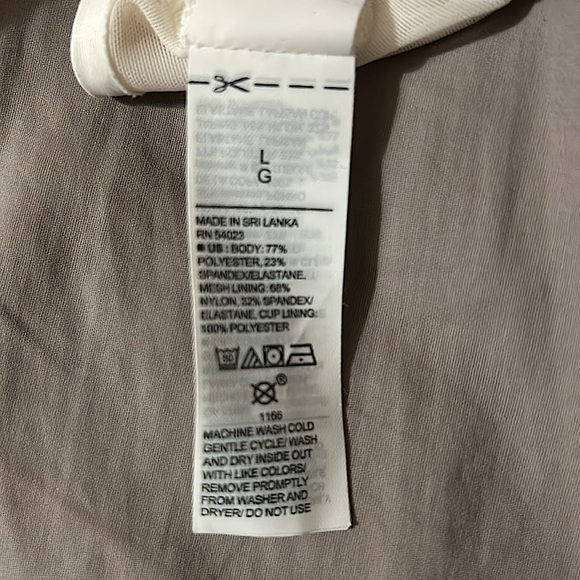 L
G
MADE IN SRI LANKA
RN 54023
US : BODY: 77%
POLYESTER, 23%
SPANDEX/ELASTANE,
MESH LINING: 68%
NYLON, 32% SPANDEX/
ELASTANE, CUP LINING:
100% POLYESTER
®
1166
MACHINE WASH COLD
GENTLE CYCLE/ WASH
AND DRY INSIDE OUT
WITH LIKE COLORS/
REMOVE PROMPTLY
FROM WASHER AND
DRYER/ DO NOT USE